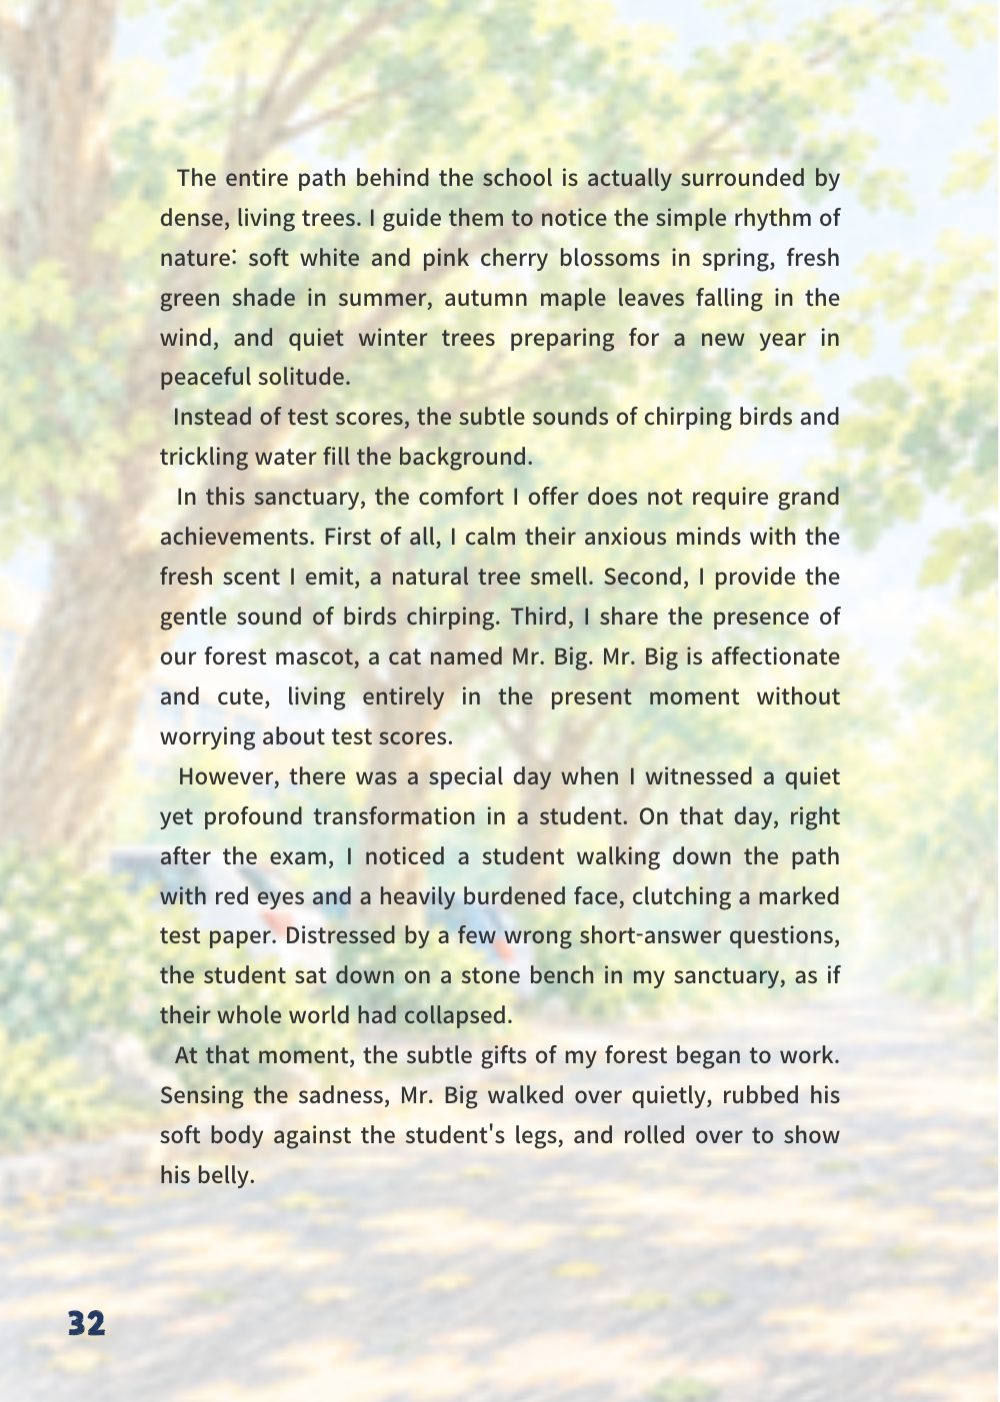 The entire path behind the school is actually surrounded by
dense, living trees. I guide them to notice the simple rhythm of
nature: soft white and pink cherry blossoms in spring, fresh
green shade in summer, autumn maple leaves falling in the
wind, and quiet winter trees preparing for a new year in
peaceful solitude.
Instead of test scores, the subtle sounds of chirping birds and
trickling water fill the background.
In this sanctuary, the comfort I offer does not require grand
achievements. First of all, I calm their anxious minds with the
fresh scent I emit, a natural tree smell. Second, I provide the
gentle sound of birds chirping. Third, I share the presence of
our forest mascot, a cat named Mr. Big. Mr. Big is affectionate
and cute, living entirely in the present moment without
worrying about test scores.
However, there was a special day when I witnessed a quiet
yet profound transformation in a student. On that day, right
after the exam, I noticed a student walking down the path
with red eyes and a heavily burdened face, clutching a marked
test paper. Distressed by a few wrong short-answer questions,
the student sat down on a stone bench in my sanctuary, as if
their whole world had collapsed.
At that moment, the subtle gifts of my forest began to work.
Sensing the sadness, Mr. Big walked over quietly, rubbed his
soft body against the student's legs, and rolled over to show
his belly.
32